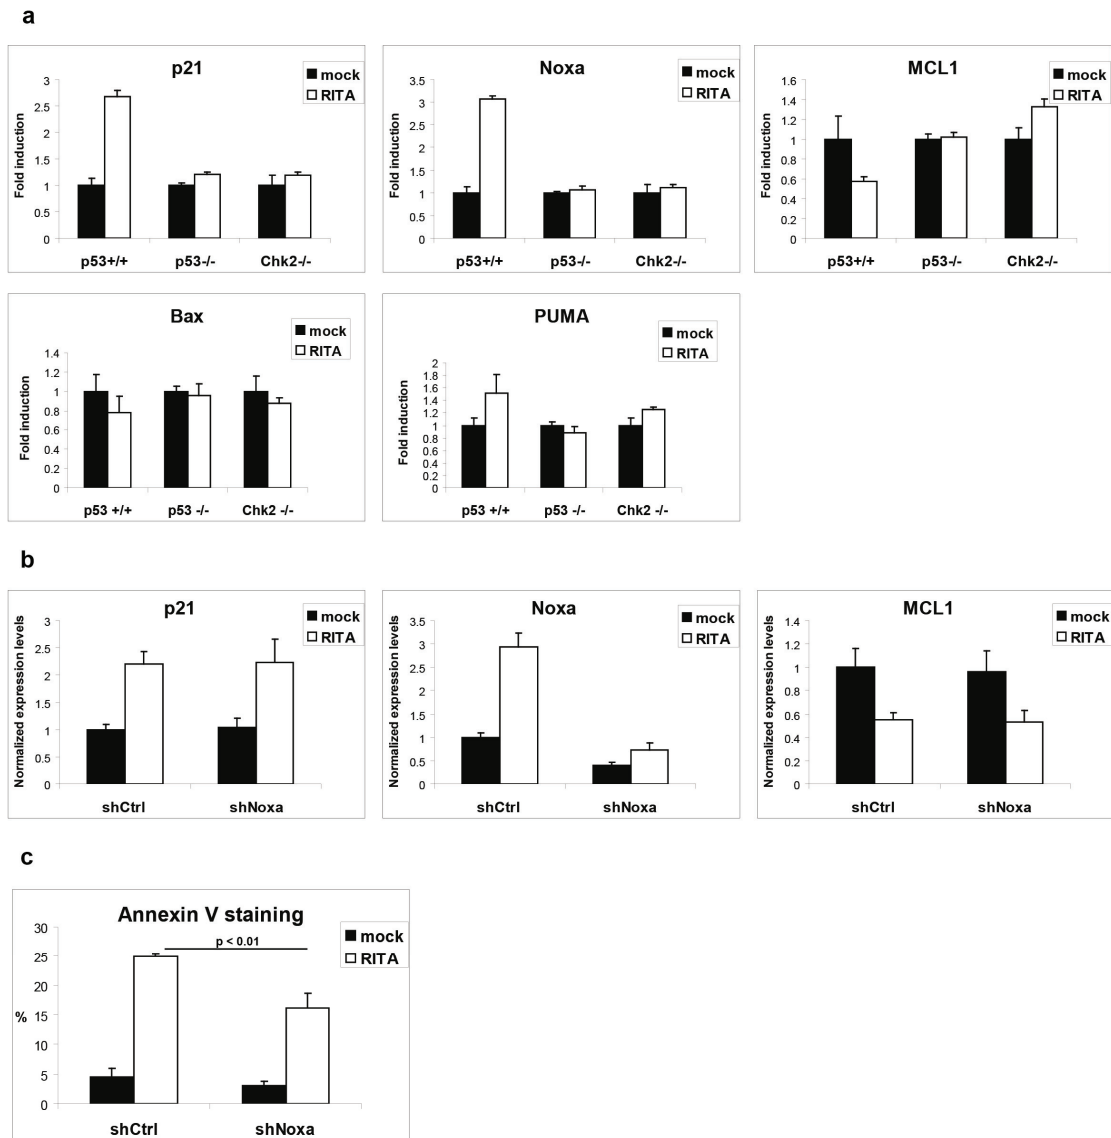 a
p21
mock
RITA
Fold induction
3
2.5
2
1.5
1
0.5
0
p53+/+ p53-/- Chk2-/-
Noxa
mock
RITA
Fold induction
3.5
3
2.5
2
1.5
1
0.5
0
p53+/+ p53-/- Chk2-/-
MCL1
mock
RITA
Fold induction
1.6
1.4
1.2
1
0.8
0.6
0.4
0.2
0
p53+/+ p53-/- Chk2-/-
Bax
mock
RITA
Fold induction
1.4
1.2
1
0.8
0.6
0.4
0.2
0
p53 +/+ p53 -/- Chk2 -/-
PUMA
mock
RITA
Fold induction
2
1.8
1.6
1.4
1.2
1
0.8
0.6
0.4
0.2
0
p53 +/+ p53 -/- Chk2 -/-
b
p21
mock
RITA
Normalized expression levels
3
2.5
2
1.5
1
0.5
0
shCtrl shNoxa
Noxa
mock
RITA
Normalized expression levels
3.5
3
2.5
2
1.5
1
0.5
0
shCtrl shNoxa
MCL1
mock
RITA
Normalized expression levels
1.4
1.2
1
0.8
0.6
0.4
0.2
0
shCtrl shNoxa
c
Annexin V staining
mock
RITA
p < 0.01
%
30
25
20
15
10
5
0
shCtrl shNoxa